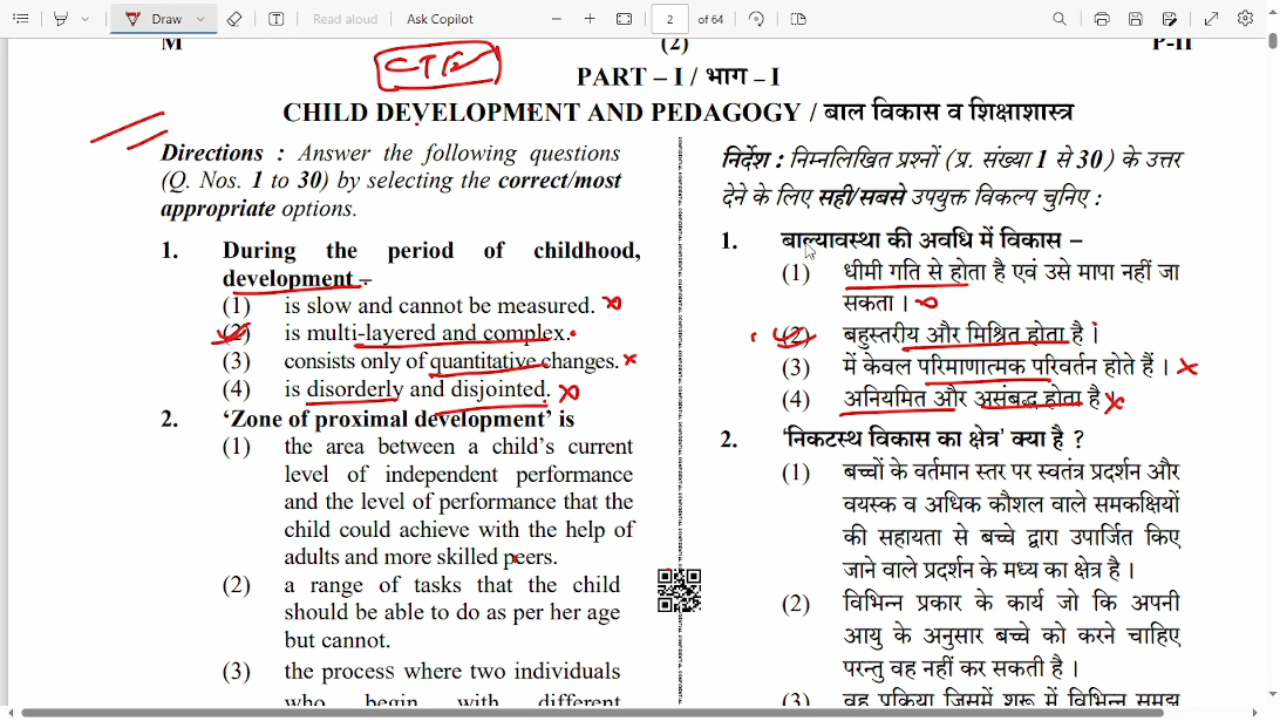 Draw
Read aloud
Ask Copilot
2
of 64
M
(2)
P-II
PART – I / भाग – I
CHILD DEVELOPMENT AND PEDAGOGY / बाल विकास व शिक्षाशास्त्र
Directions : Answer the following questions
(Q. Nos. 1 to 30) by selecting the correct/most
appropriate options.
1. During the period of childhood,
development –
(1) is slow and cannot be measured.
(2) is multi-layered and complex.
(3) consists only of quantitative changes.
(4) is disorderly and disjointed.
2. ‘Zone of proximal development’ is
(1) the area between a child’s current
level of independent performance
and the level of performance that the
child could achieve with the help of
adults and more skilled peers.
(2) a range of tasks that the child
should be able to do as per her age
but cannot.
(3) the process where two individuals
who begin with different
निर्देश : निम्नलिखित प्रश्नों (प्र. संख्या 1 से 30) के उत्तर
देने के लिए सही/सबसे उपयुक्त विकल्प चुनिए :
1. बाल्यावस्था की अवधि में विकास –
(1) धीमी गति से होता है एवं उसे मापा नहीं जा
सकता ।
(2) बहुस्तरीय और मिश्रित होता है ।
(3) में केवल परिमाणात्मक परिवर्तन होते हैं ।
(4) अनियमित और असंबद्ध होता है
2. ‘निकटस्थ विकास का क्षेत्र’ क्या है ?
(1) बच्चों के वर्तमान स्तर पर स्वतंत्र प्रदर्शन और
वयस्क व अधिक कौशल वाले समकक्षियों
की सहायता से बच्चे द्वारा उपार्जित किए
जाने वाले प्रदर्शन के मध्य का क्षेत्र है ।
(2) विभिन्न प्रकार के कार्य जो कि अपनी
आयु के अनुसार बच्चे को करने चाहिए
परन्तु वह नहीं कर सकती है ।
(3) वह प्रक्रिया जिसमें शुरू में विभिन्न समझ